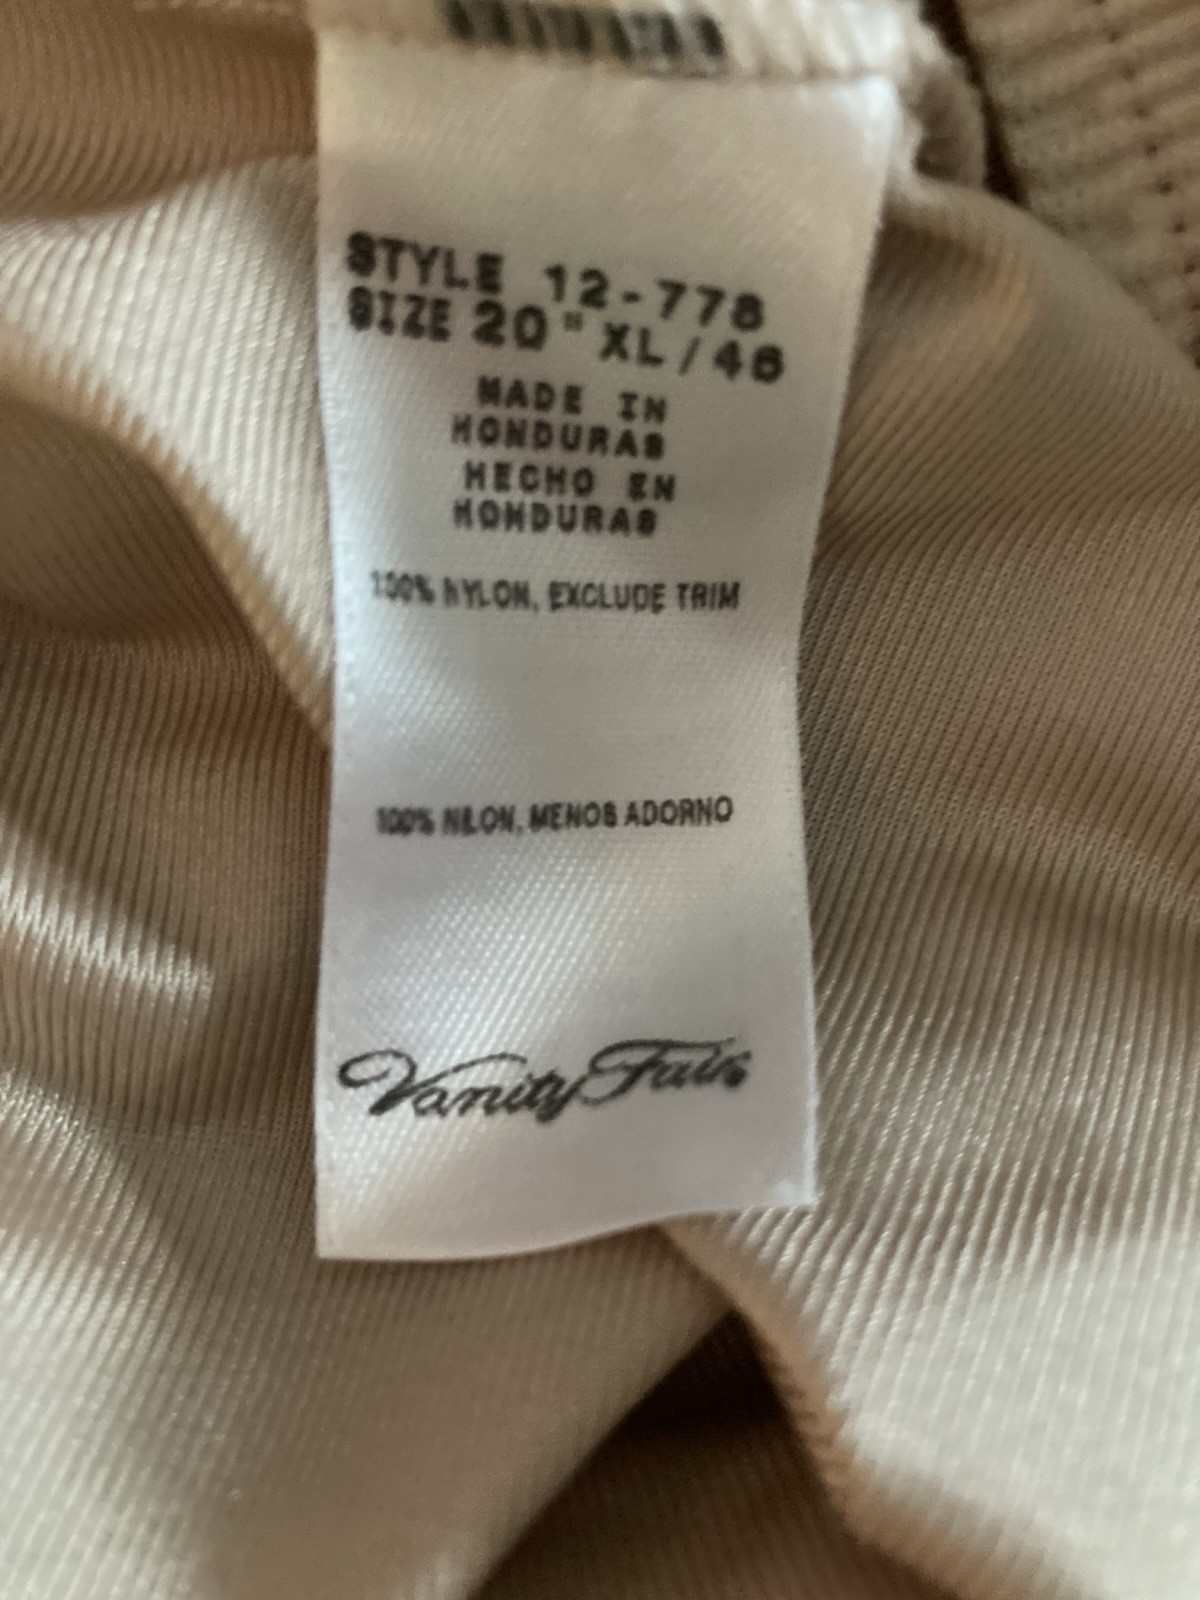 STYLE 12-778
SIZE 20" XL/46
MADE IN
HONDURAS
HECHO EN
HONDURAS
100% NYLON, EXCLUDE TRIM
100% NILON, MENOS ADORNO
Vanity Fair